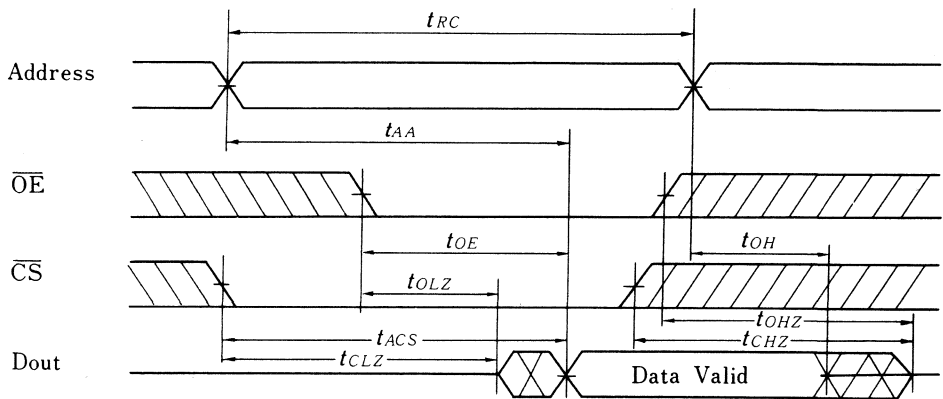 tRC
Address
tAA
OE
tOE
tOH
CS
tOLZ
tOHZ
tACS
tCHZ
tCLZ
Dout
Data Valid